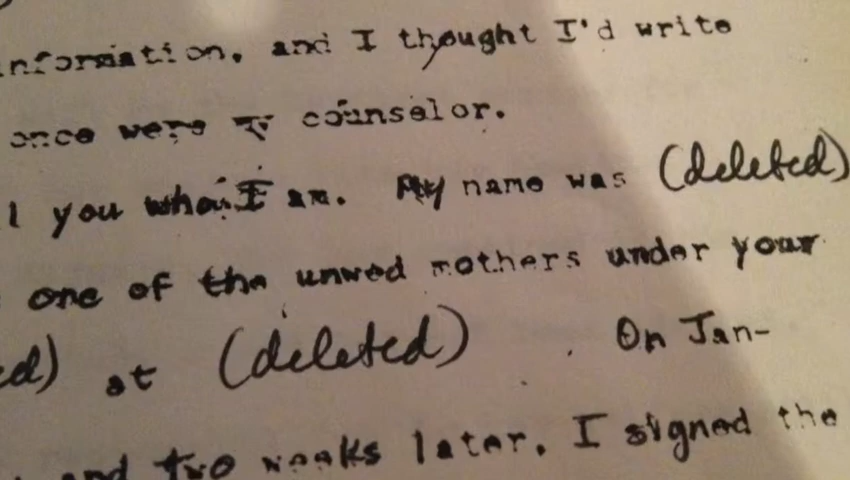 nformation, and I thought I'd write
once were my counselor.
l you who I am. My name was (deleted)
one of the unwed mothers under your
ed) at (deleted) . On Jan-
and two weeks later, I signed the